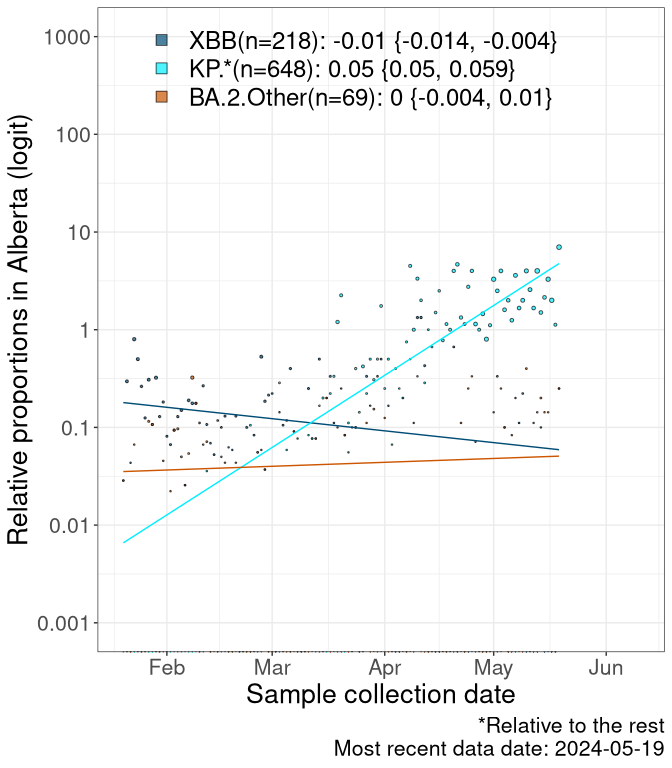 XBB(n=218): -0.01 {-0.014, -0.004}
KP.*(n=648): 0.05 {0.05, 0.059}
BA.2.Other(n=69): 0 {-0.004, 0.01}
Relative proportions in Alberta (logit)
1000
100
10
1
0.1
0.01
0.001
Feb Mar Apr May Jun
Sample collection date
*Relative to the rest
Most recent data date: 2024-05-19